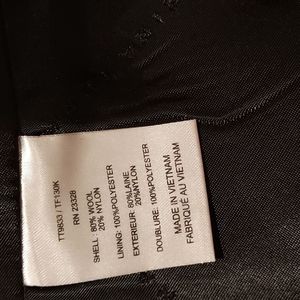 TT9833 / TF130K
RN 23328
SHELL 80% WOOL
20% NYLON
LINING: 100%POLYESTER
EXTERIEUR 80%LAINE
20%NYLON
DOUBLURE: 100%POLYESTER
MADE IN VIETNAM
FABRIQUÉ AU VIETNAM